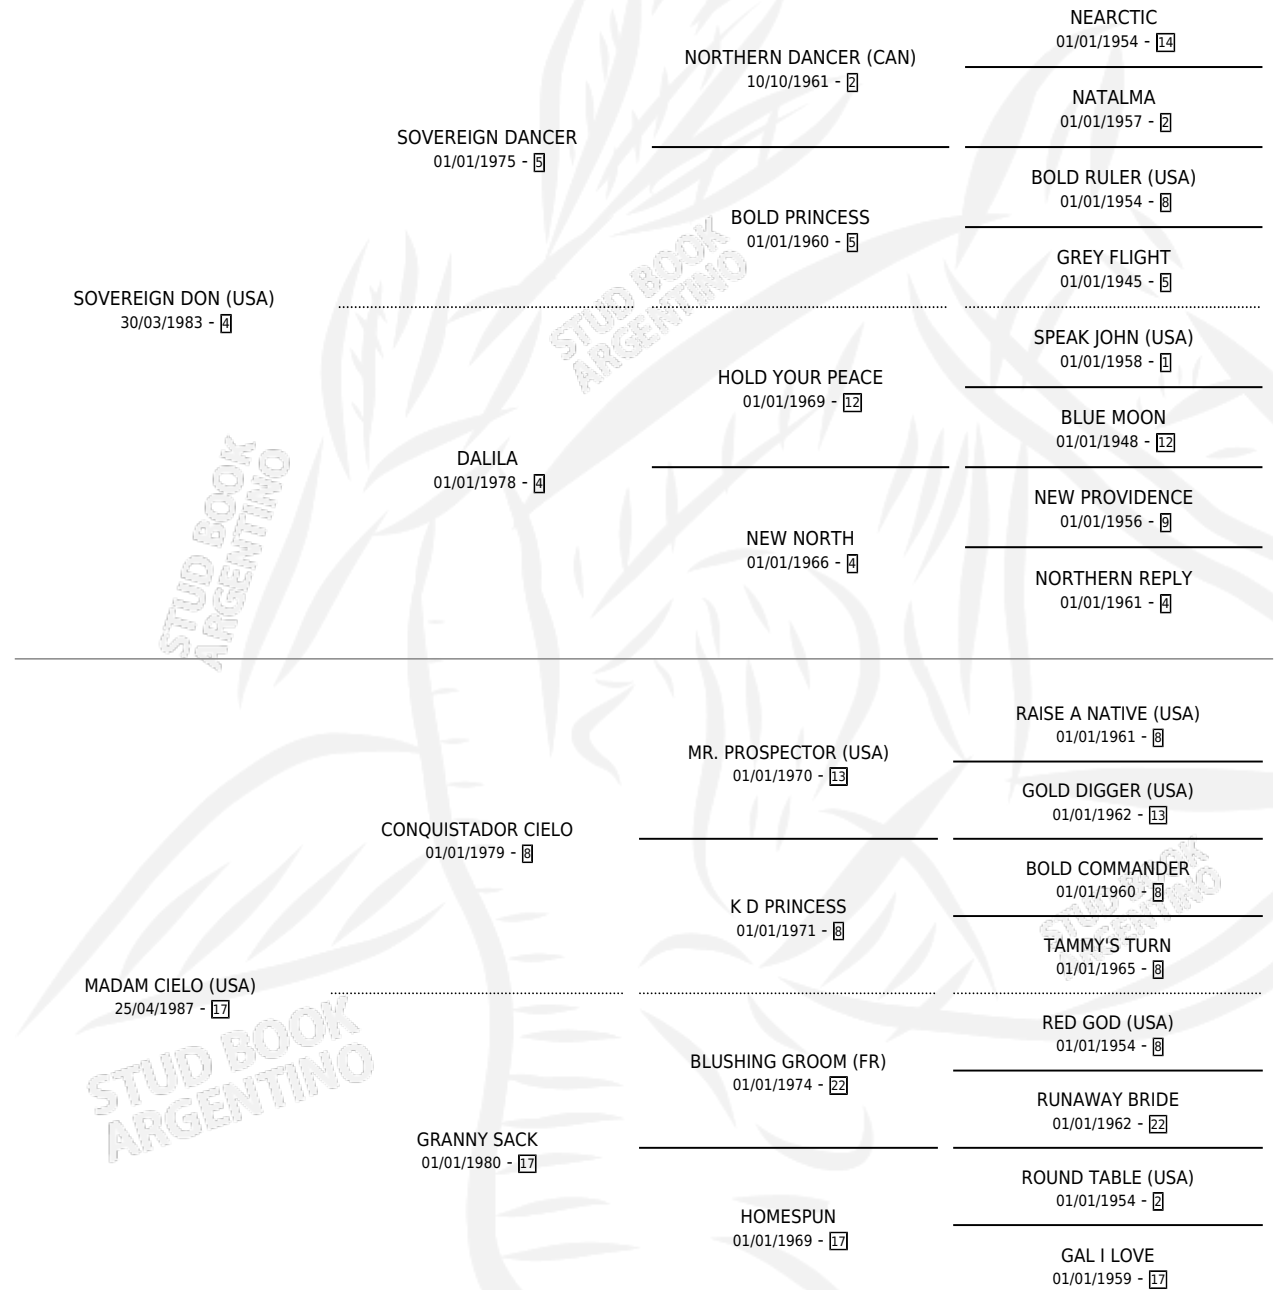 NEARCTIC
01/01/1954 - 14
NORTHERN DANCER (CAN)
10/10/1961 - 2
NATALMA
01/01/1957 - 2
SOVEREIGN DANCER
01/01/1975 - 5
BOLD RULER (USA)
01/01/1954 - 8
BOLD PRINCESS
01/01/1960 - 5
GREY FLIGHT
01/01/1945 - 5
STUD BOOK
ARGENTINO
SOVEREIGN DON (USA)
30/03/1983 - 4
SPEAK JOHN (USA)
01/01/1958 - 1
HOLD YOUR PEACE
01/01/1969 - 12
BLUE MOON
01/01/1948 - 12
DALILA
01/01/1978 - 4
NEW PROVIDENCE
01/01/1956 - 9
NEW NORTH
01/01/1966 - 4
NORTHERN REPLY
01/01/1961 - 4
STUD BOOK
ARGENTINO
RAISE A NATIVE (USA)
01/01/1961 - 8
MR. PROSPECTOR (USA)
01/01/1970 - 13
GOLD DIGGER (USA)
01/01/1962 - 13
CONQUISTADOR CIELO
01/01/1979 - 8
BOLD COMMANDER
01/01/1960 - 8
K D PRINCESS
01/01/1971 - 8
TAMMY'S TURN
01/01/1965 - 8
STUD BOOK
ARGENTINO
MADAM CIELO (USA)
25/04/1987 - 17
RED GOD (USA)
01/01/1954 - 8
BLUSHING GROOM (FR)
01/01/1974 - 22
RUNAWAY BRIDE
01/01/1962 - 22
STUD BOOK
ARGENTINO
GRANNY SACK
01/01/1980 - 17
ROUND TABLE (USA)
01/01/1954 - 2
HOMESPUN
01/01/1969 - 17
GAL I LOVE
01/01/1959 - 17